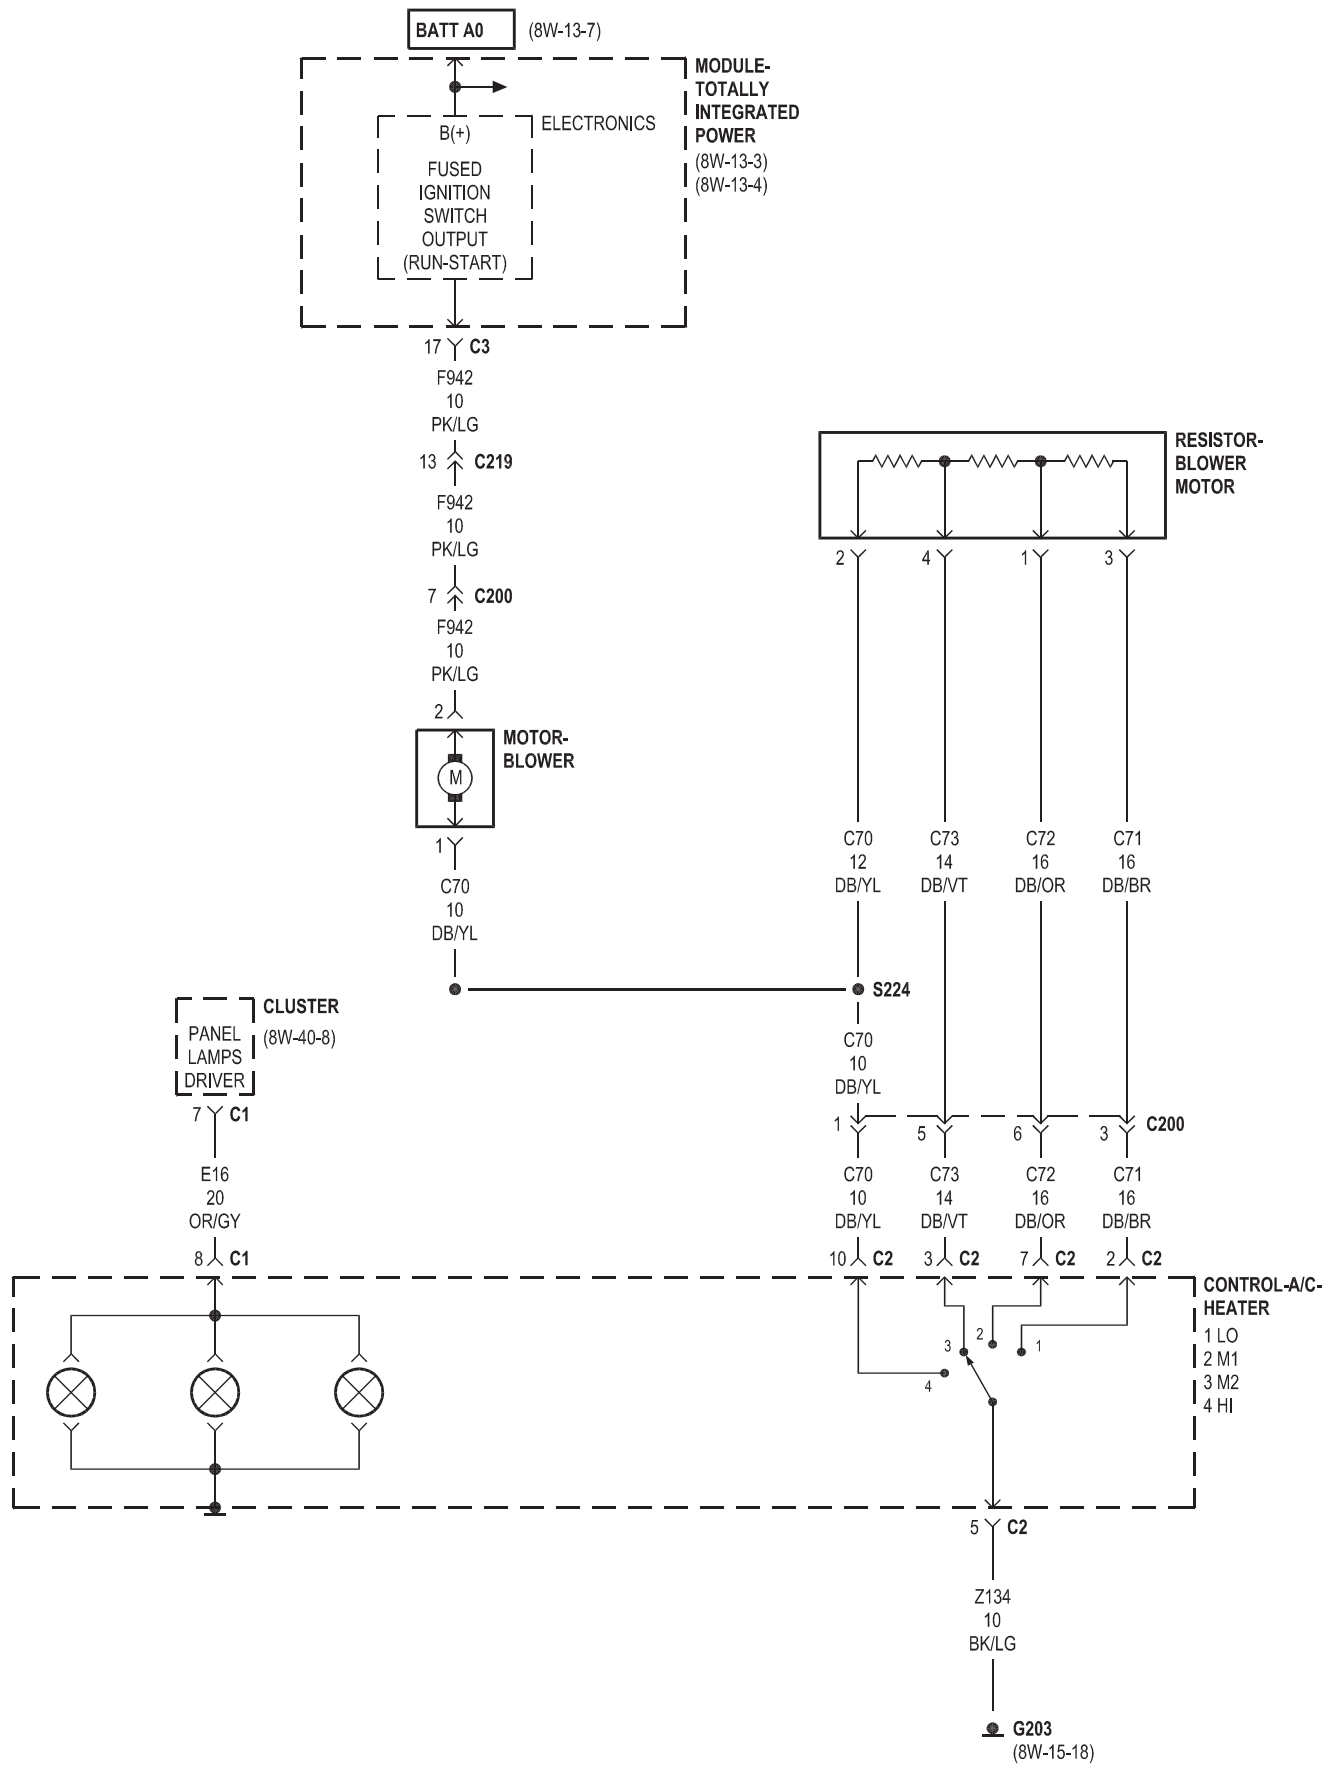 BATT A0 (8W-13-7)
MODULE-
TOTALLY
INTEGRATED
POWER
(8W-13-3)
(8W-13-4)
ELECTRONICS
B(+)
FUSED
IGNITION
SWITCH
OUTPUT
(RUN-START)
17 C3
F942
10
PK/LG
13 C219
F942
10
PK/LG
7 C200
F942
10
PK/LG
2
MOTOR-
BLOWER
M
1
C70
10
DB/YL
RESISTOR-
BLOWER
MOTOR
2 4 1 3
C70 C73 C72 C71
12 14 16 16
DB/YL DB/VT DB/OR DB/BR
S224
C70
10
DB/YL
1 5 6 3 C200
C70 C73 C72 C71
10 14 16 16
DB/YL DB/VT DB/OR DB/BR
10 C2 3 C2 7 C2 2 C2
CLUSTER
(8W-40-8)
PANEL
LAMPS
DRIVER
7 C1
E16
20
OR/GY
8 C1
CONTROL-A/C-
HEATER
1 LO
2 M1
3 M2
4 HI
3 2 1
4
5 C2
Z134
10
BK/LG
G203
(8W-15-18)